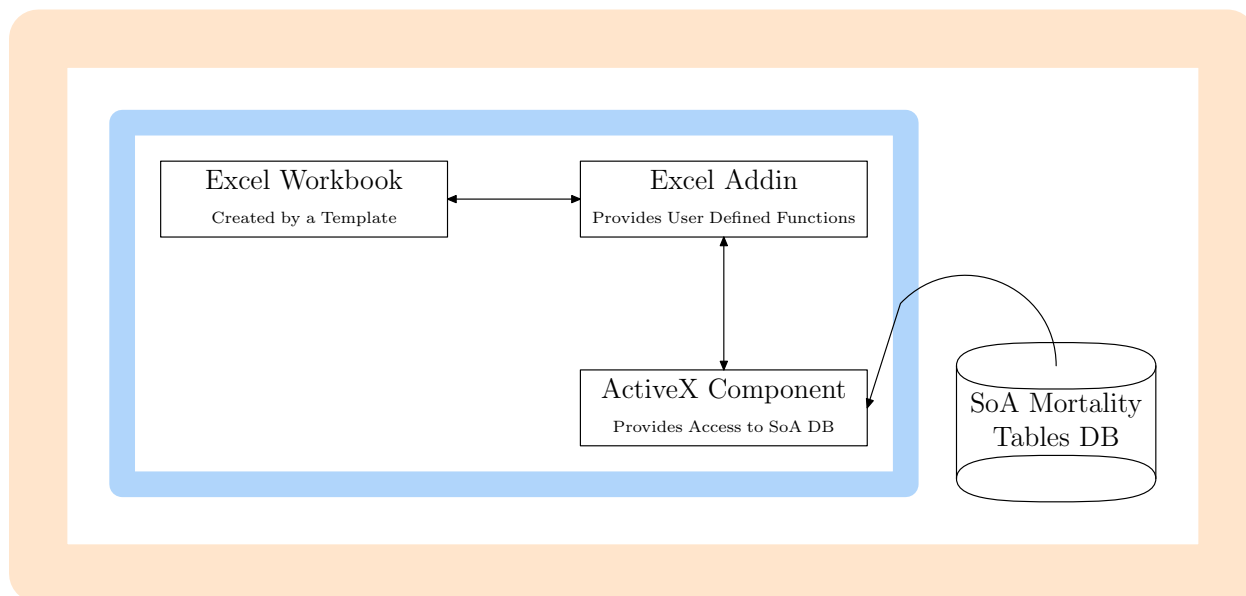 Excel Workbook
Created by a Template
Excel Addin
Provides User Defined Functions
ActiveX Component
Provides Access to SoA DB
SoA Mortality
Tables DB